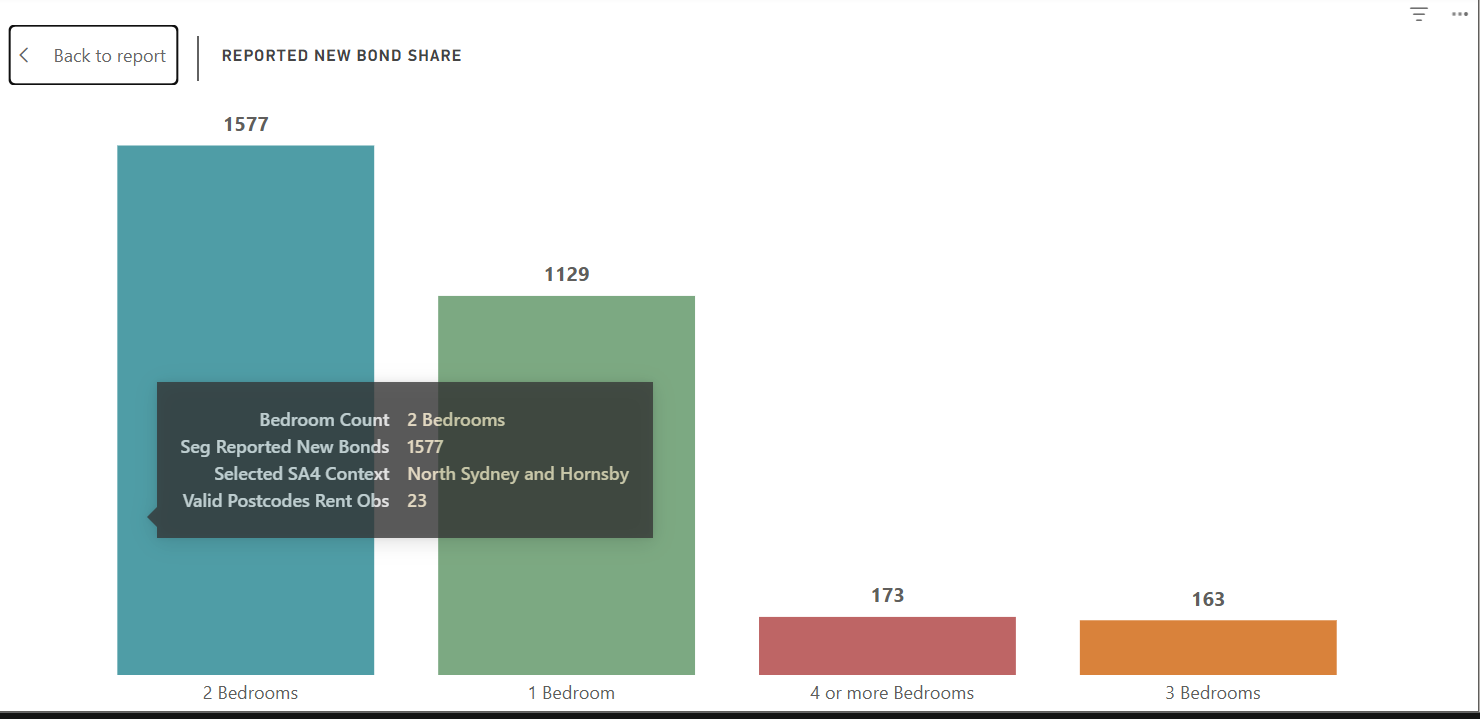 Back to report
REPORTED NEW BOND SHARE
1577
1129
Bedroom Count 2 Bedrooms
Seg Reported New Bonds 1577
Selected SA4 Context North Sydney and Hornsby
Valid Postcodes Rent Obs 23
173
163
2 Bedrooms
1 Bedroom
4 or more Bedrooms
3 Bedrooms